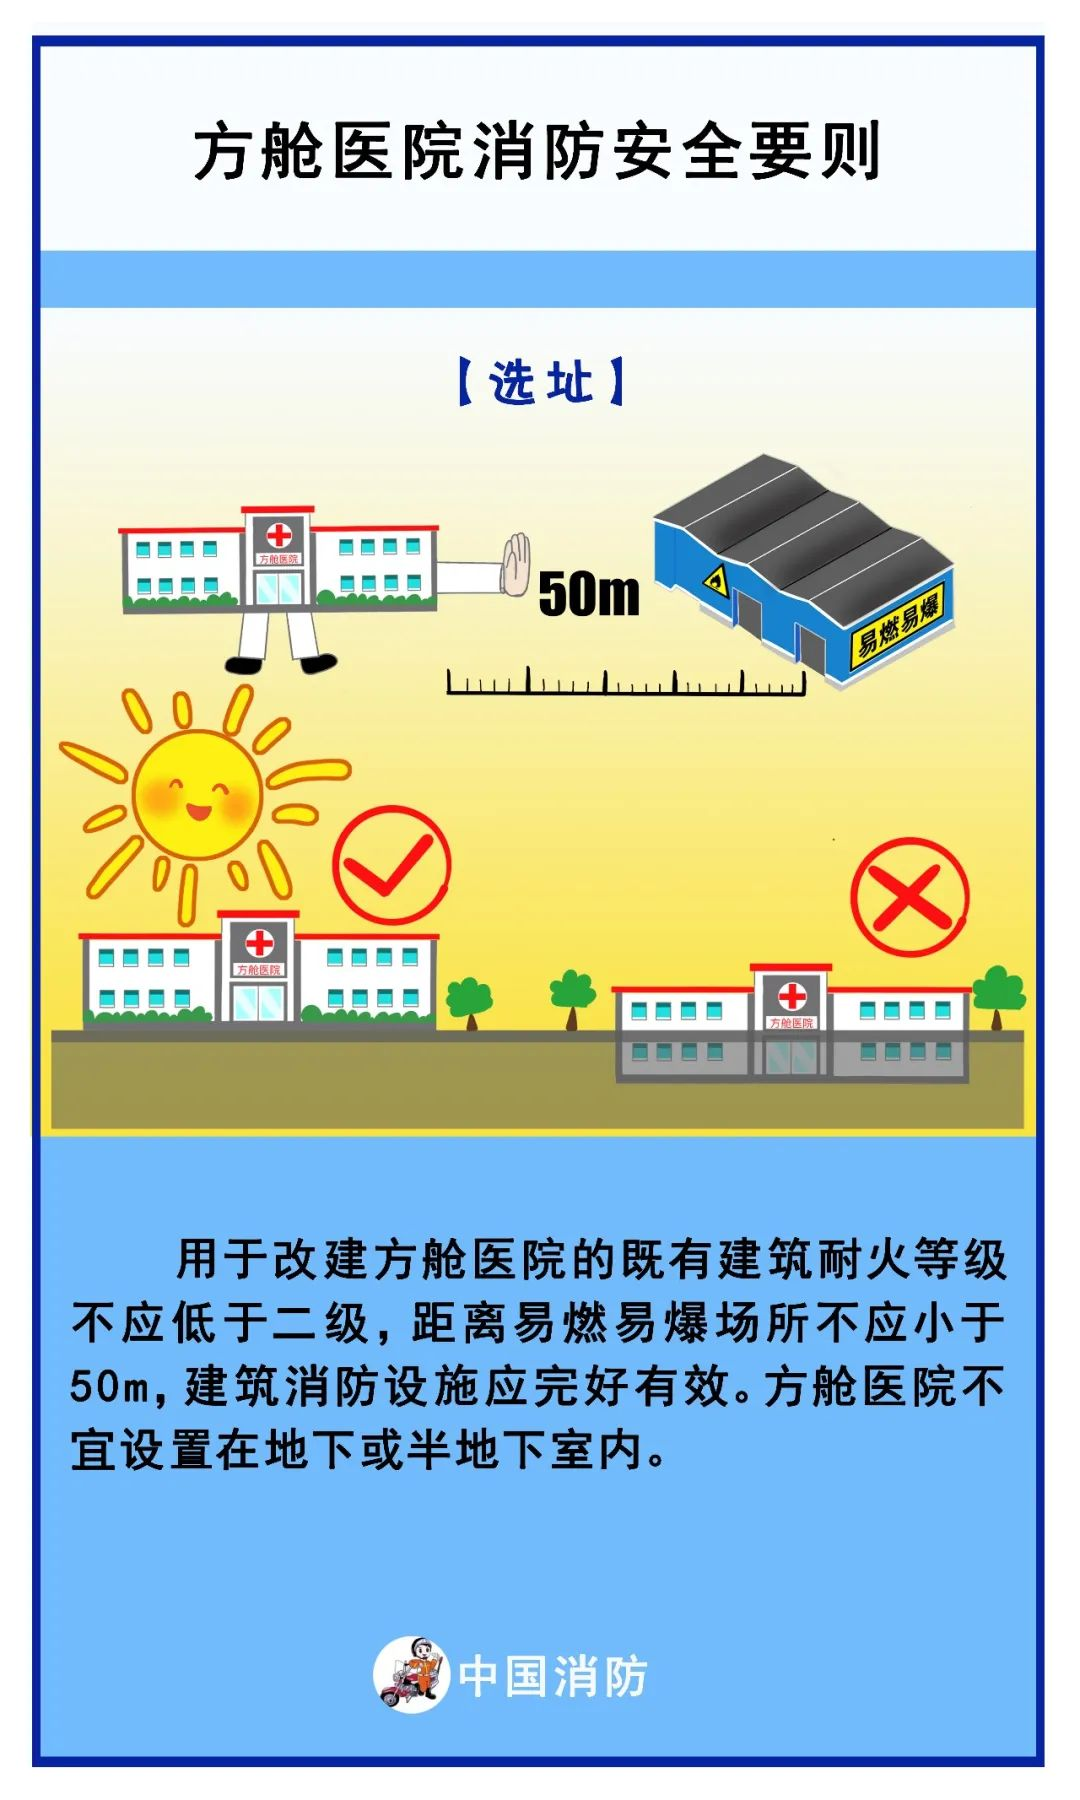 方舱医院消防安全要则
【选址】
方舱医院
50m
易燃易爆
方舱医院
方舱医院
用于改建方舱医院的既有建筑耐火等级
不应低于二级，距离易燃易爆场所不应小于
50m，建筑消防设施应完好有效。方舱医院不
宜设置在地下或半地下室内。
中国消防